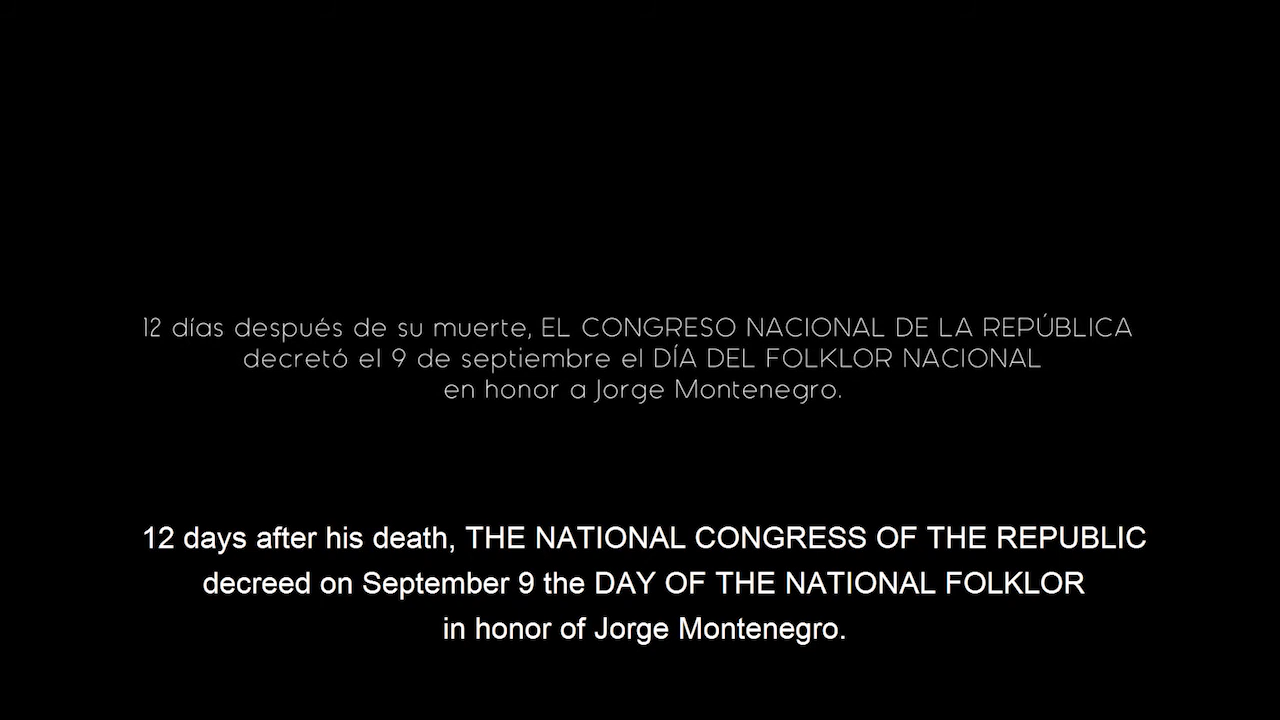 12 días después de su muerte, EL CONGRESO NACIONAL DE LA REPÚBLICA
decretó el 9 de septiembre el DÍA DEL FOLKLOR NACIONAL
en honor a Jorge Montenegro.
12 days after his death, THE NATIONAL CONGRESS OF THE REPUBLIC
decreed on September 9 the DAY OF THE NATIONAL FOLKLOR
in honor of Jorge Montenegro.